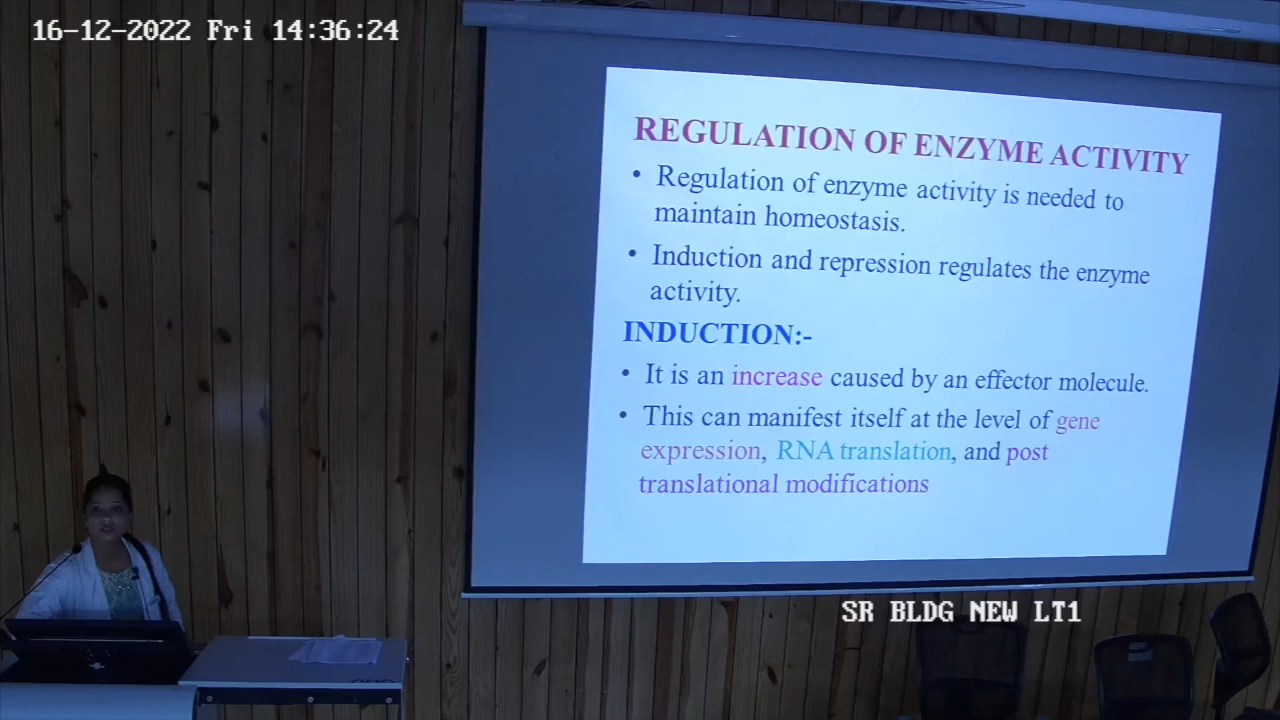 16-12-2022 Fri 14:36:24
REGULATION OF ENZYME ACTIVITY
• Regulation of enzyme activity is needed to
maintain homeostasis.
• Induction and repression regulates the enzyme
activity.
INDUCTION:-
• It is an increase caused by an effector molecule.
• This can manifest itself at the level of gene
expression, RNA translation, and post
translational modifications
SR BLDG NEW LT1